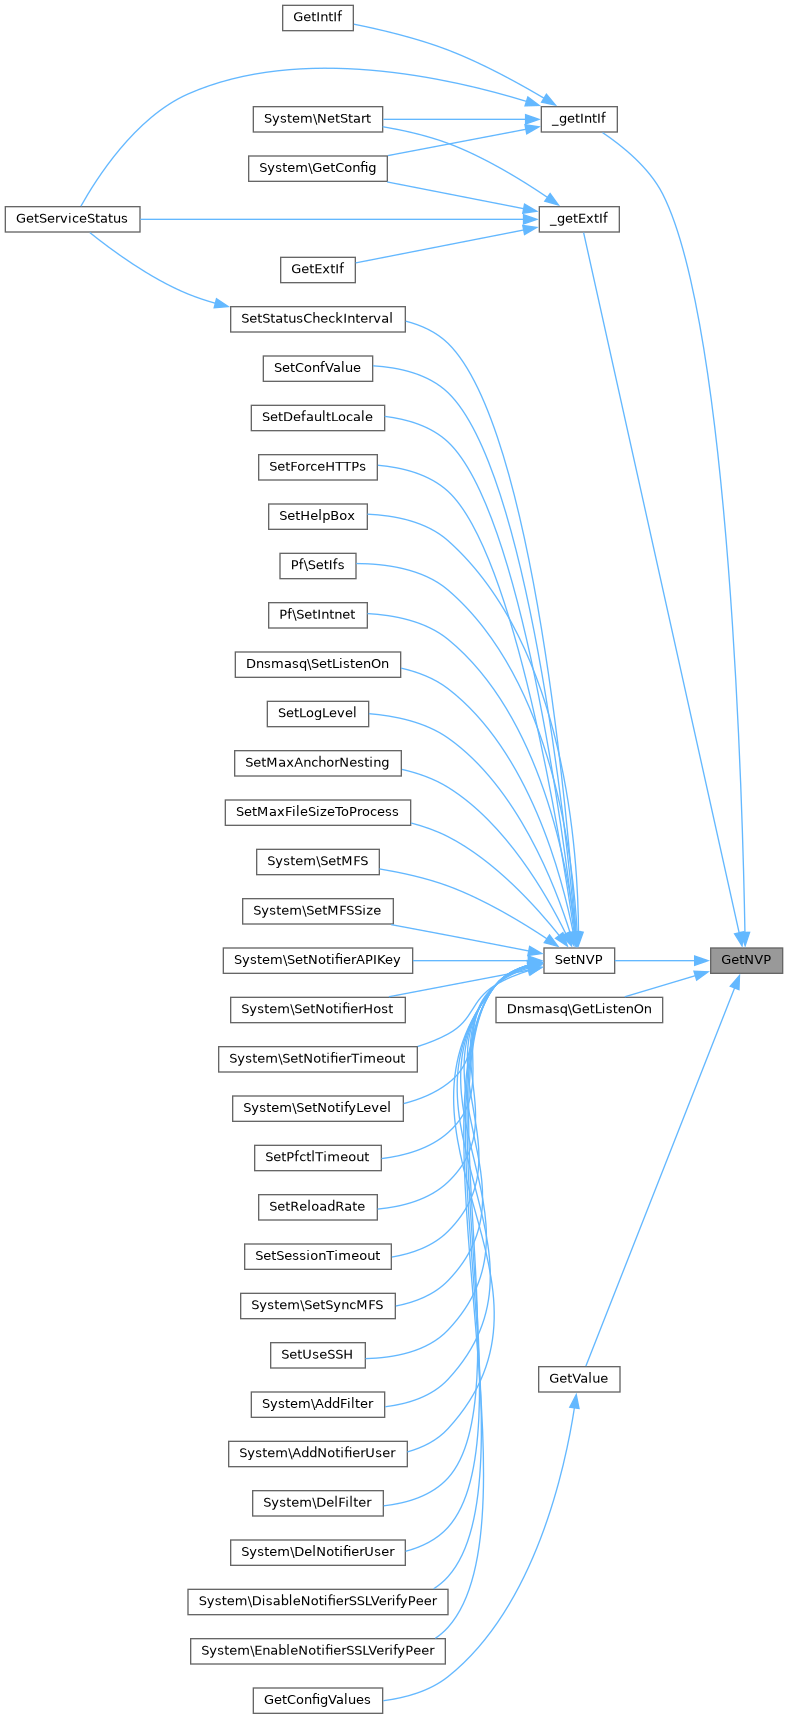 GetIntIf
System\NetStart
_getIntIf
System\GetConfig
GetServiceStatus
_getExtIf
GetExtIf
SetStatusCheckInterval
SetConfValue
SetDefaultLocale
SetForceHTTPs
SetHelpBox
Pf\SetIfs
Pf\SetIntnet
Dnsmasq\SetListenOn
SetLogLevel
SetMaxAnchorNesting
SetMaxFileSizeToProcess
System\SetMFS
System\SetMFSSize
System\SetNotifierAPIKey
SetNVP
GetNVP
System\SetNotifierHost
Dnsmasq\GetListenOn
System\SetNotifierTimeout
System\SetNotifyLevel
SetPfctlTimeout
SetReloadRate
SetSessionTimeout
System\SetSyncMFS
SetUseSSH
GetValue
System\AddFilter
System\AddNotifierUser
System\DelFilter
System\DelNotifierUser
System\DisableNotifierSSLVerifyPeer
System\EnableNotifierSSLVerifyPeer
GetConfigValues